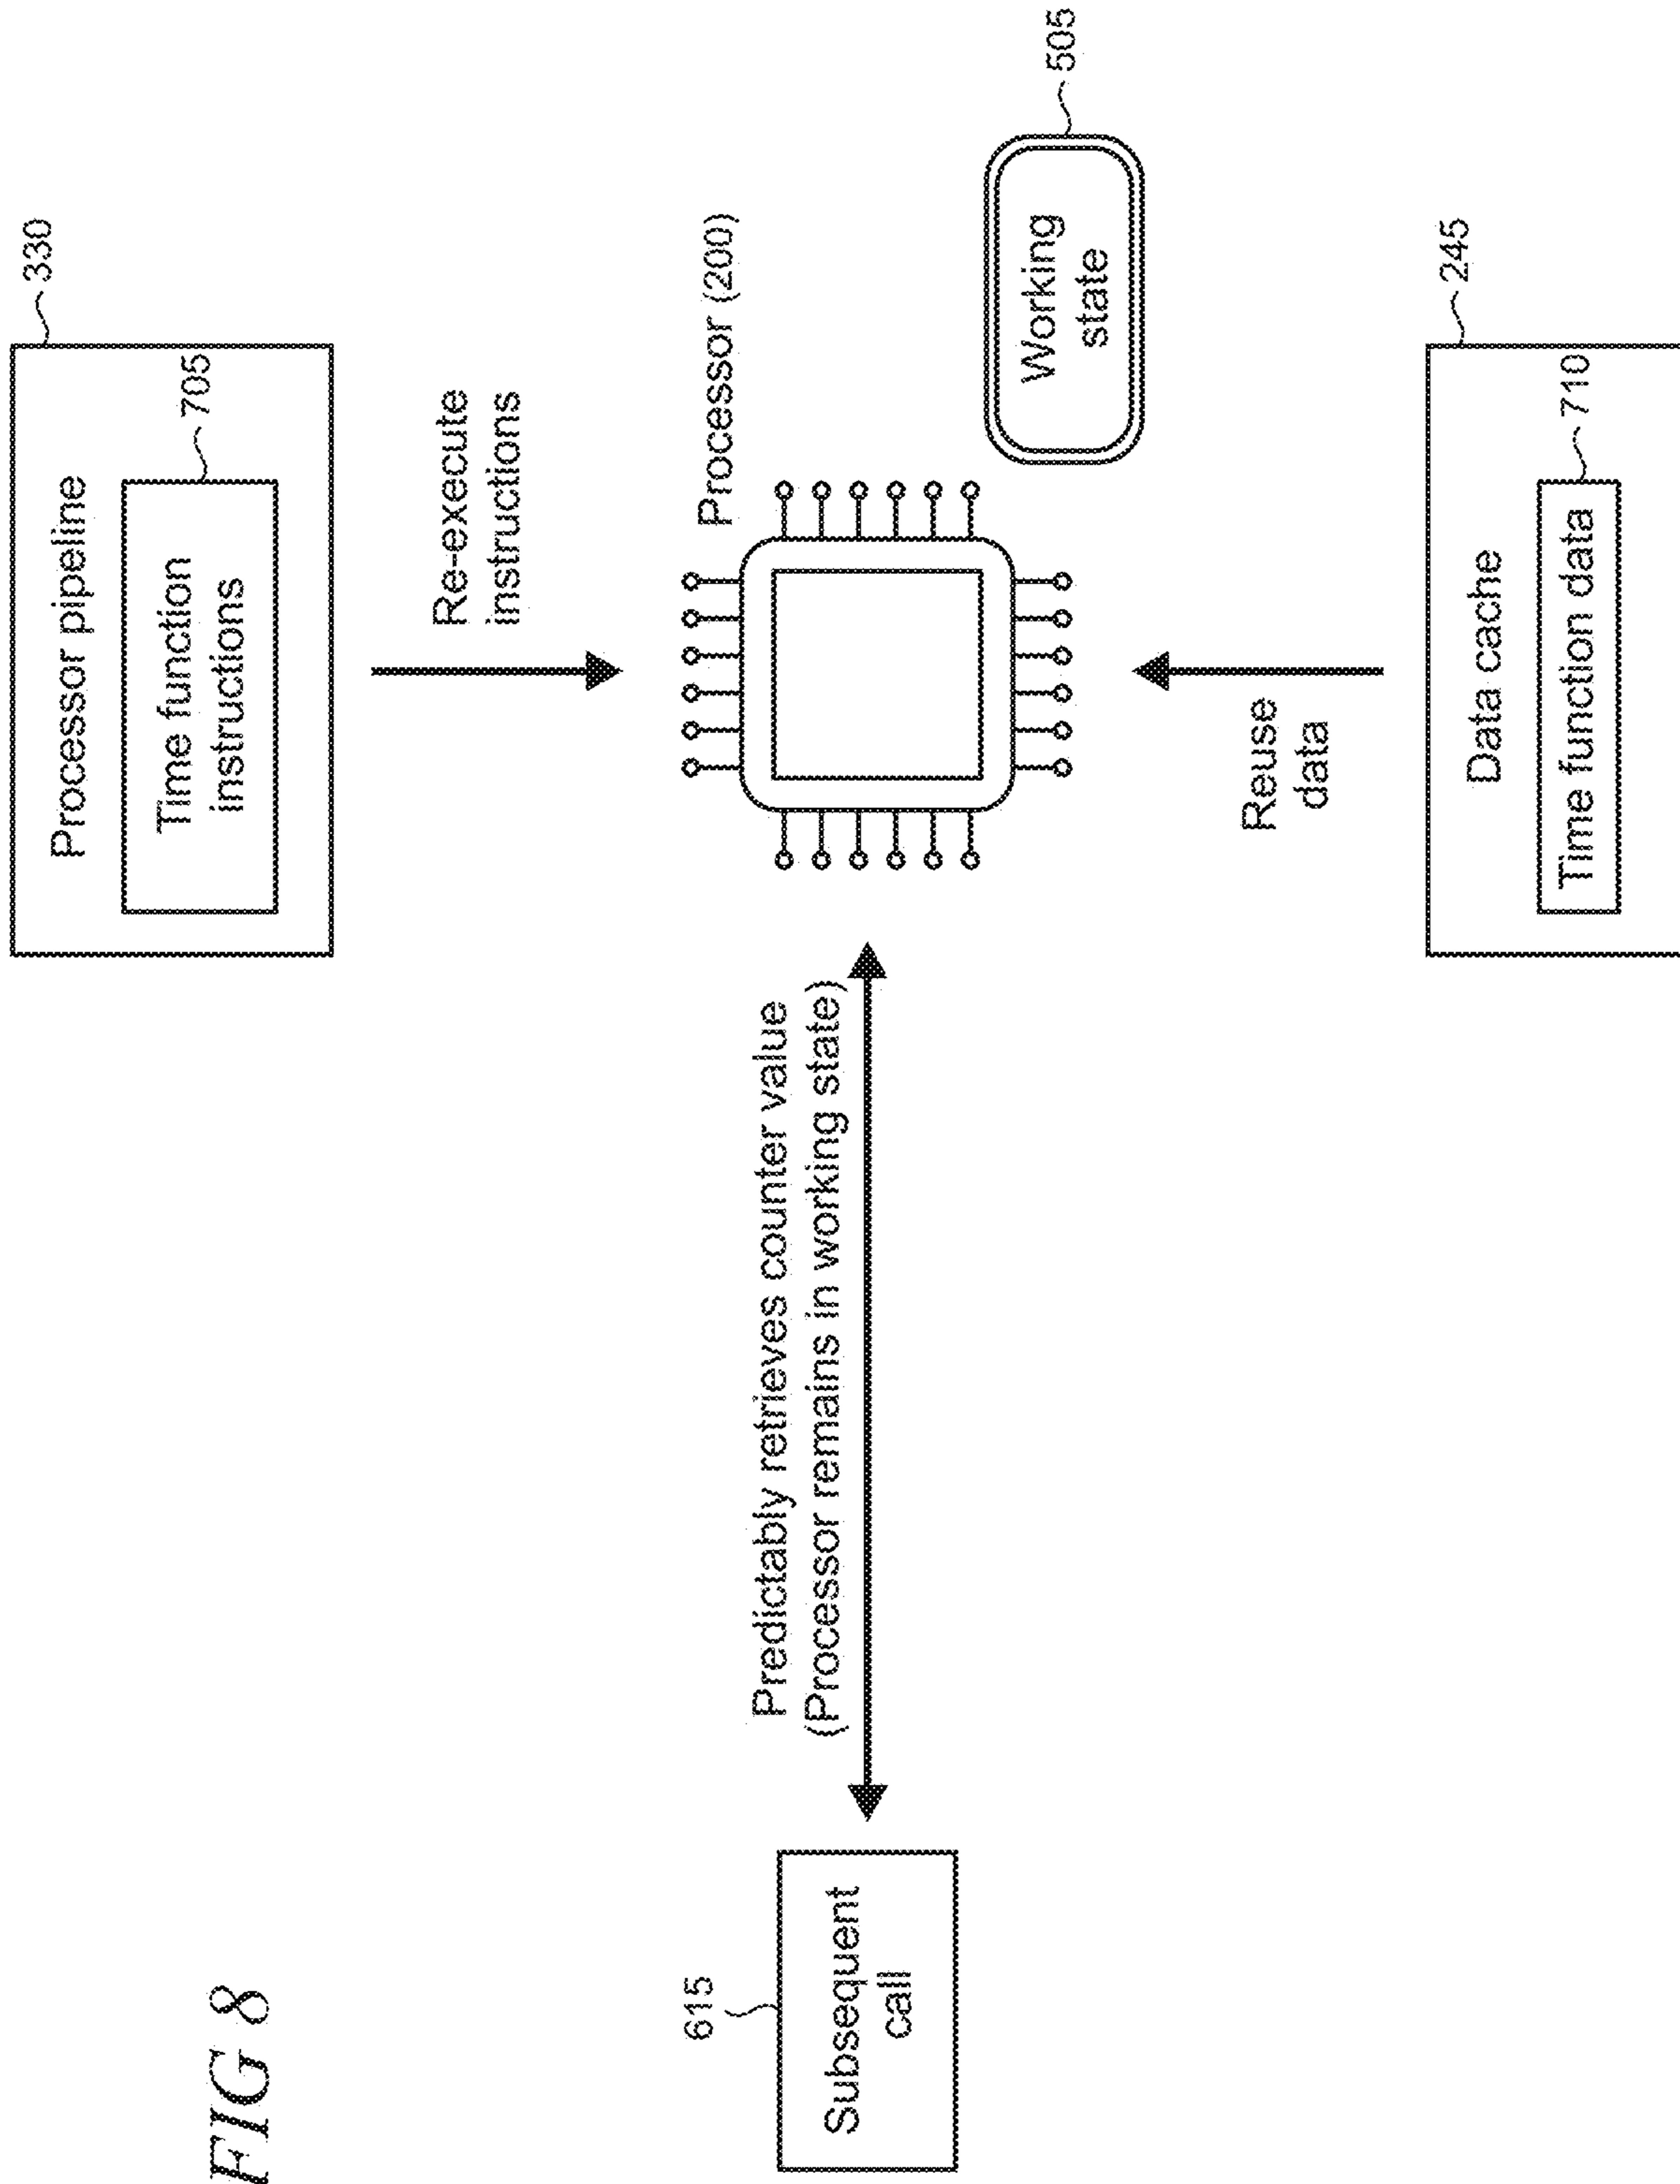 FIG 8
330
Processor pipeline
705
Time function
instructions
Re-execute
instructions
Processor (200)
Working
state
505
615
Subsequent
call
Predictably retrieves counter value
(Processor remains in working state)
Reuse
data
245
Data cache
710
Time function data